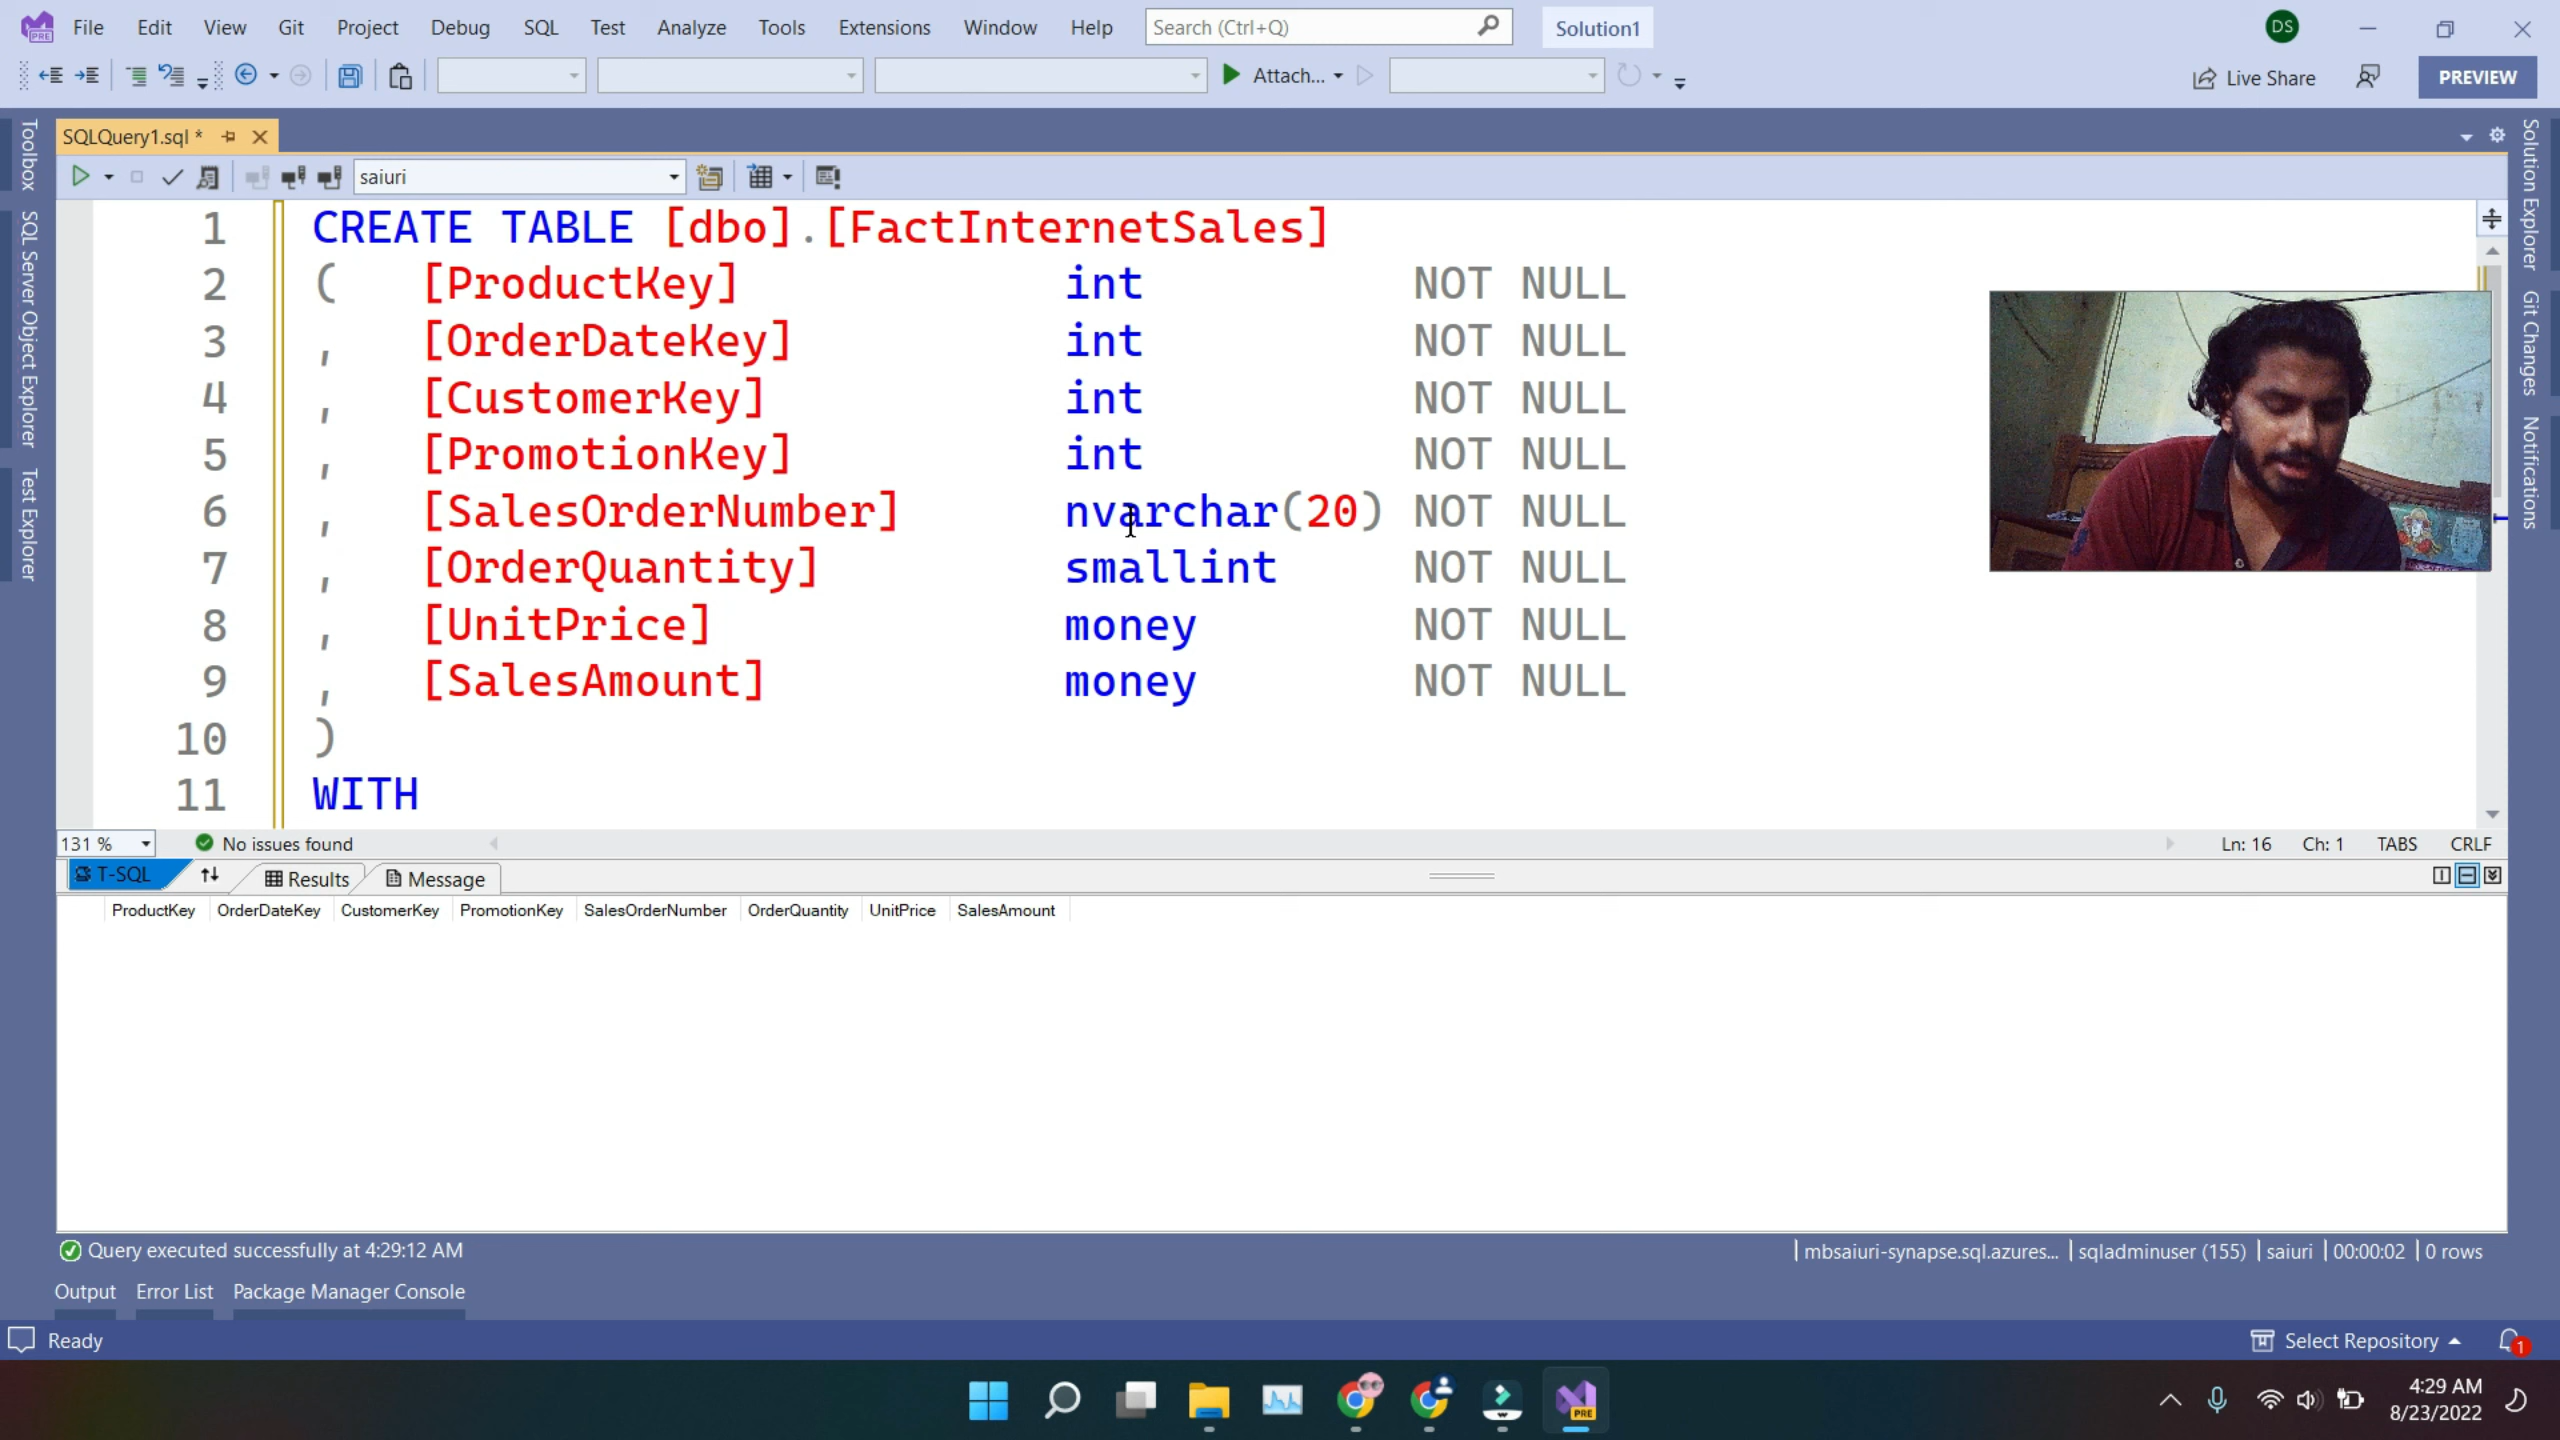 File Edit View Git Project Debug SQL Test Analyze Tools Extensions Window Help Search (Ctrl+Q) Solution1 DS
Attach... Live Share PREVIEW
SQLQuery1.sql *
saiuri
Toolbox
SQL Server Object Explorer
Test Explorer
Solution Explorer
Git Changes
Notifications
1 CREATE TABLE [dbo].[FactInternetSales]
2 ( [ProductKey] int NOT NULL
3 , [OrderDateKey] int NOT NULL
4 , [CustomerKey] int NOT NULL
5 , [PromotionKey] int NOT NULL
6 , [SalesOrderNumber] nvarchar(20) NOT NULL
7 , [OrderQuantity] smallint NOT NULL
8 , [UnitPrice] money NOT NULL
9 , [SalesAmount] money NOT NULL
10 )
11 WITH
131 % No issues found Ln: 16 Ch: 1 TABS CRLF
T-SQL Results Message
ProductKey OrderDateKey CustomerKey PromotionKey SalesOrderNumber OrderQuantity UnitPrice SalesAmount
Query executed successfully at 4:29:12 AM mbsaiuri-synapse.sql.azures... sqladminuser (155) saiuri 00:00:02 0 rows
Output Error List Package Manager Console
Ready Select Repository 1
PRE
4:29 AM
8/23/2022